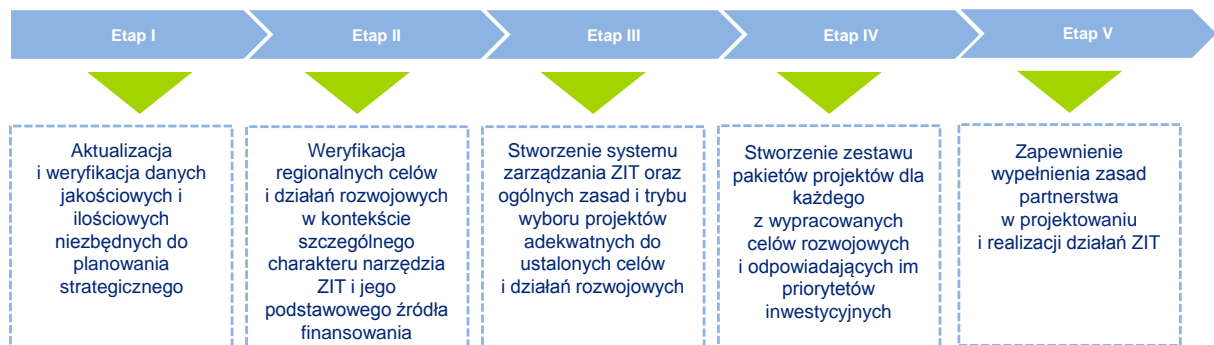 Etap I
Etap II
Etap III
Etap IV
Etap V
Aktualizacja
i weryfikacja danych
jakościowych i
ilościowych
niezbędnych do
planowania
strategicznego
Weryfikacja
regionalnych celów
i działań rozwojowych
w kontekście
szczególnego
charakteru narzędzia
ZIT i jego
podstawowego źródła
finansowania
Stworzenie systemu
zarządzania ZIT oraz
ogólnych zasad i trybu
wyboru projektów
adekwatnych do
ustalonych celów
i działań rozwojowych
Stworzenie zestawu
pakietów projektów dla
każdego
z wypracowanych
celów rozwojowych
i odpowiadających im
priorytetów
inwestycyjnych
Zapewnienie
wypełnienia zasad
partnerstwa
w projektowaniu
i realizacji działań ZIT